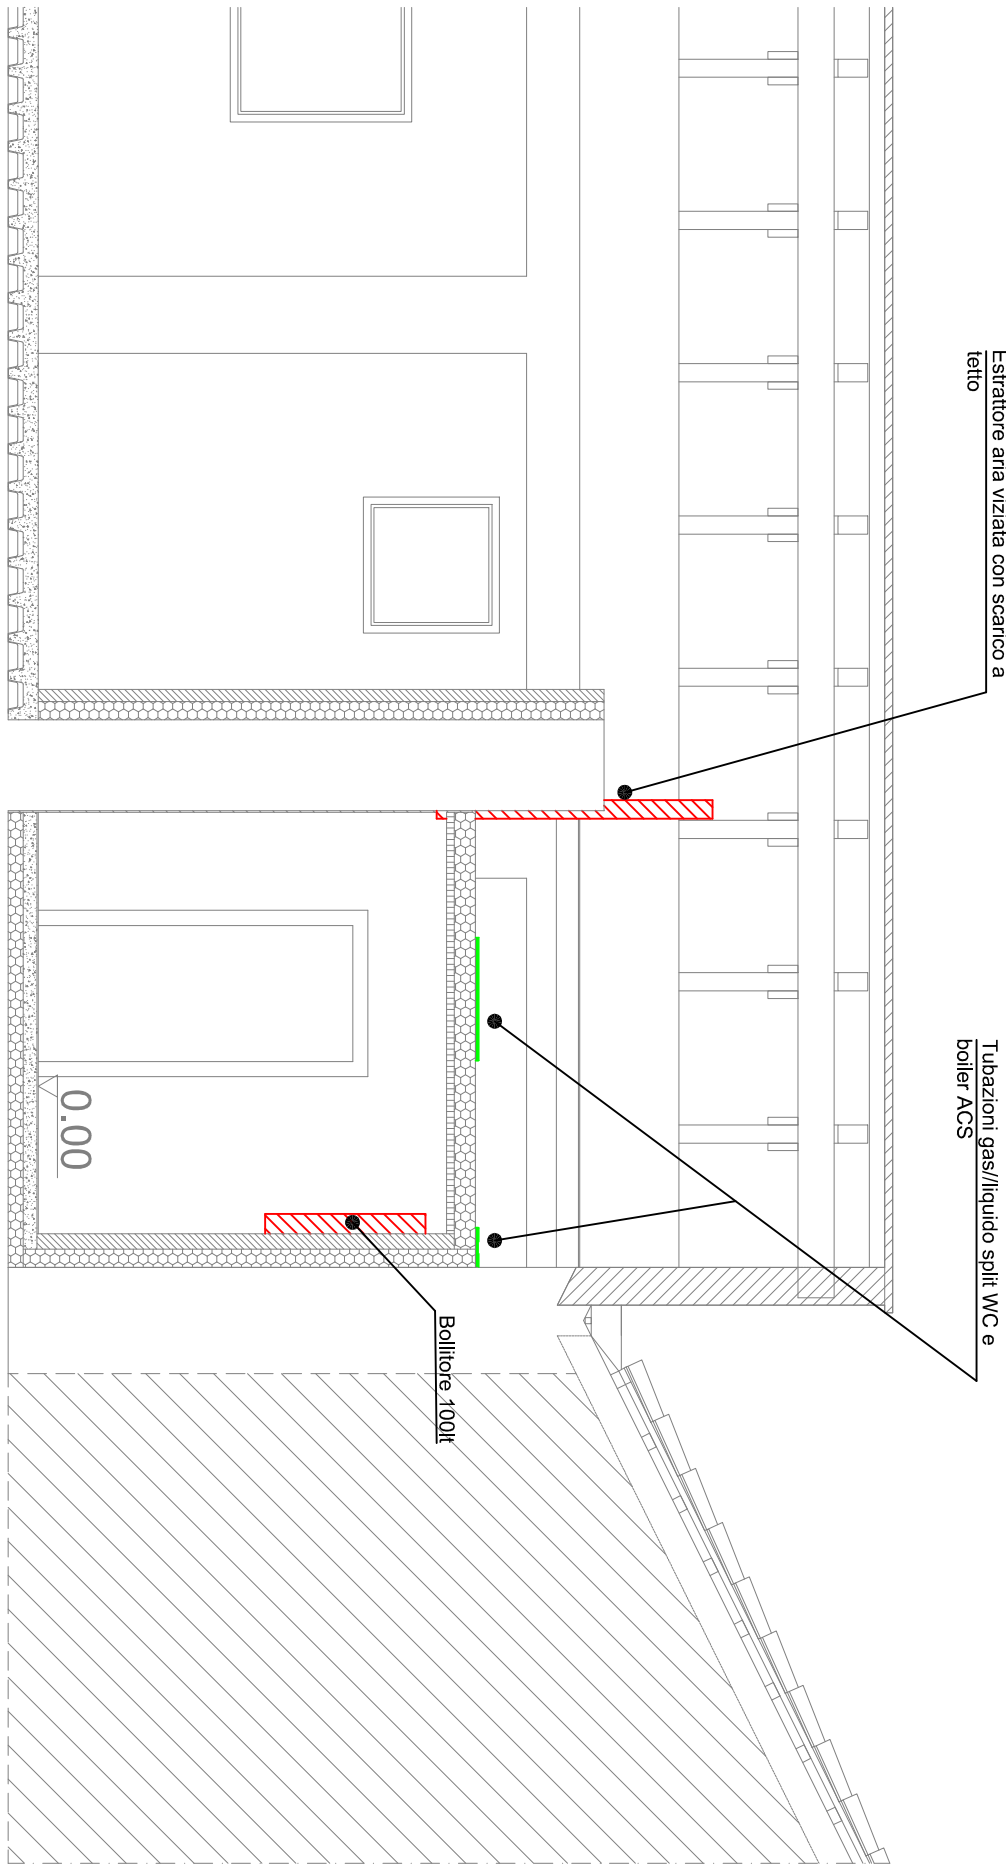 Estrattore aria viziata con scarico a
tetto
Tubazioni gas//liquido split WC e
boiler ACS
0.00
Bollitore 100lt